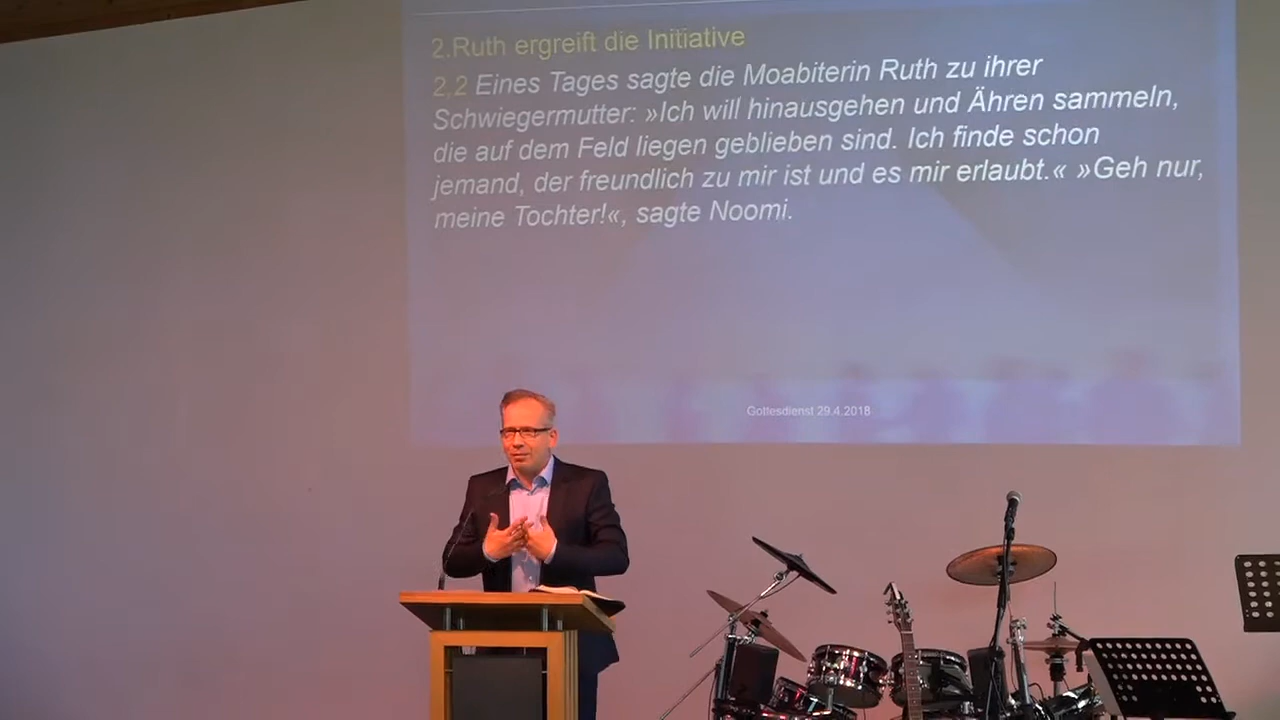 2.Ruth ergreift die Initiative
2,2 Eines Tages sagte die Moabiterin Ruth zu ihrer
Schwiegermutter: »Ich will hinausgehen und Ähren sammeln,
die auf dem Feld liegen geblieben sind. Ich finde schon
jemand, der freundlich zu mir ist und es mir erlaubt.« »Geh nur,
meine Tochter!«, sagte Noomi.
Gottesdienst 29.4.2018